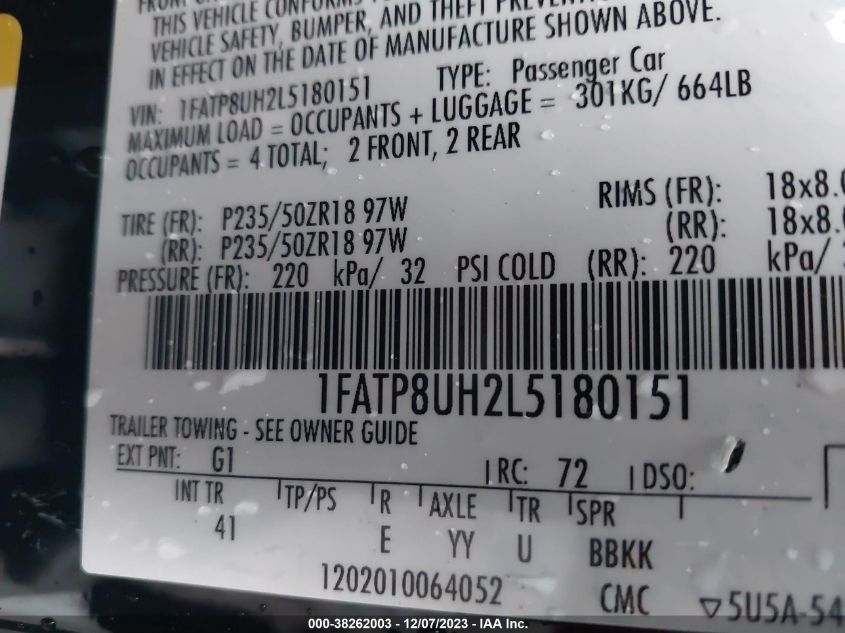 THIS VEHICLE CONFORMS
VEHICLE SAFETY, BUMPER, AND THEFT
IN EFFECT ON THE DATE OF MANUFACTURE SHOWN ABOVE.
VIN: 1FATP8UH2L5180151 TYPE: Passenger Car
MAXIMUM LOAD = OCCUPANTS + LUGGAGE = 301KG/ 664LB
OCCUPANTS = 4 TOTAL; 2 FRONT, 2 REAR
TIRE (FR): P235/50ZR18 97W RIMS (FR): 18x8.
(RR): P235/50ZR18 97W (RR): 18x8.
PRESSURE (FR): 220 kPa/ 32 PSI COLD (RR): 220 kPa/
1FATP8UH2L5180151
TRAILER TOWING - SEE OWNER GUIDE
EXT PNT: G1 RC: 72 DSO:
INT TR TP/PS R AXLE TR SPR
41 E YY U BBKK
1202010064052 CMC ▽5U5A-54
000-38262003 - 12/07/2023 - IAA Inc.